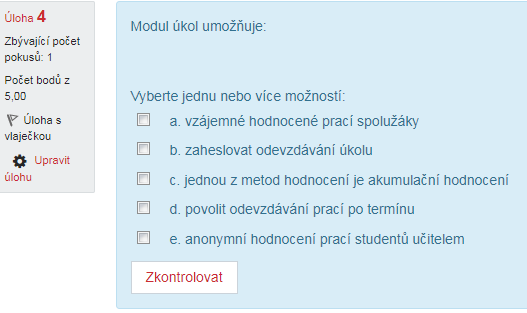 Úloha 4
Zbývající počet
pokusů: 1
Počet bodů z
5,00
Úloha s
vlaječkou
Upravit
úlohu
Modul úkol umožňuje:
Vyberte jednu nebo více možností:
a. vzájemné hodnocené prací spolužáky
b. zaheslovat odevzdávání úkolu
c. jednou z metod hodnocení je akumulační hodnocení
d. povolit odevzdávání prací po termínu
e. anonymní hodnocení prací studentů učitelem
Zkontrolovat